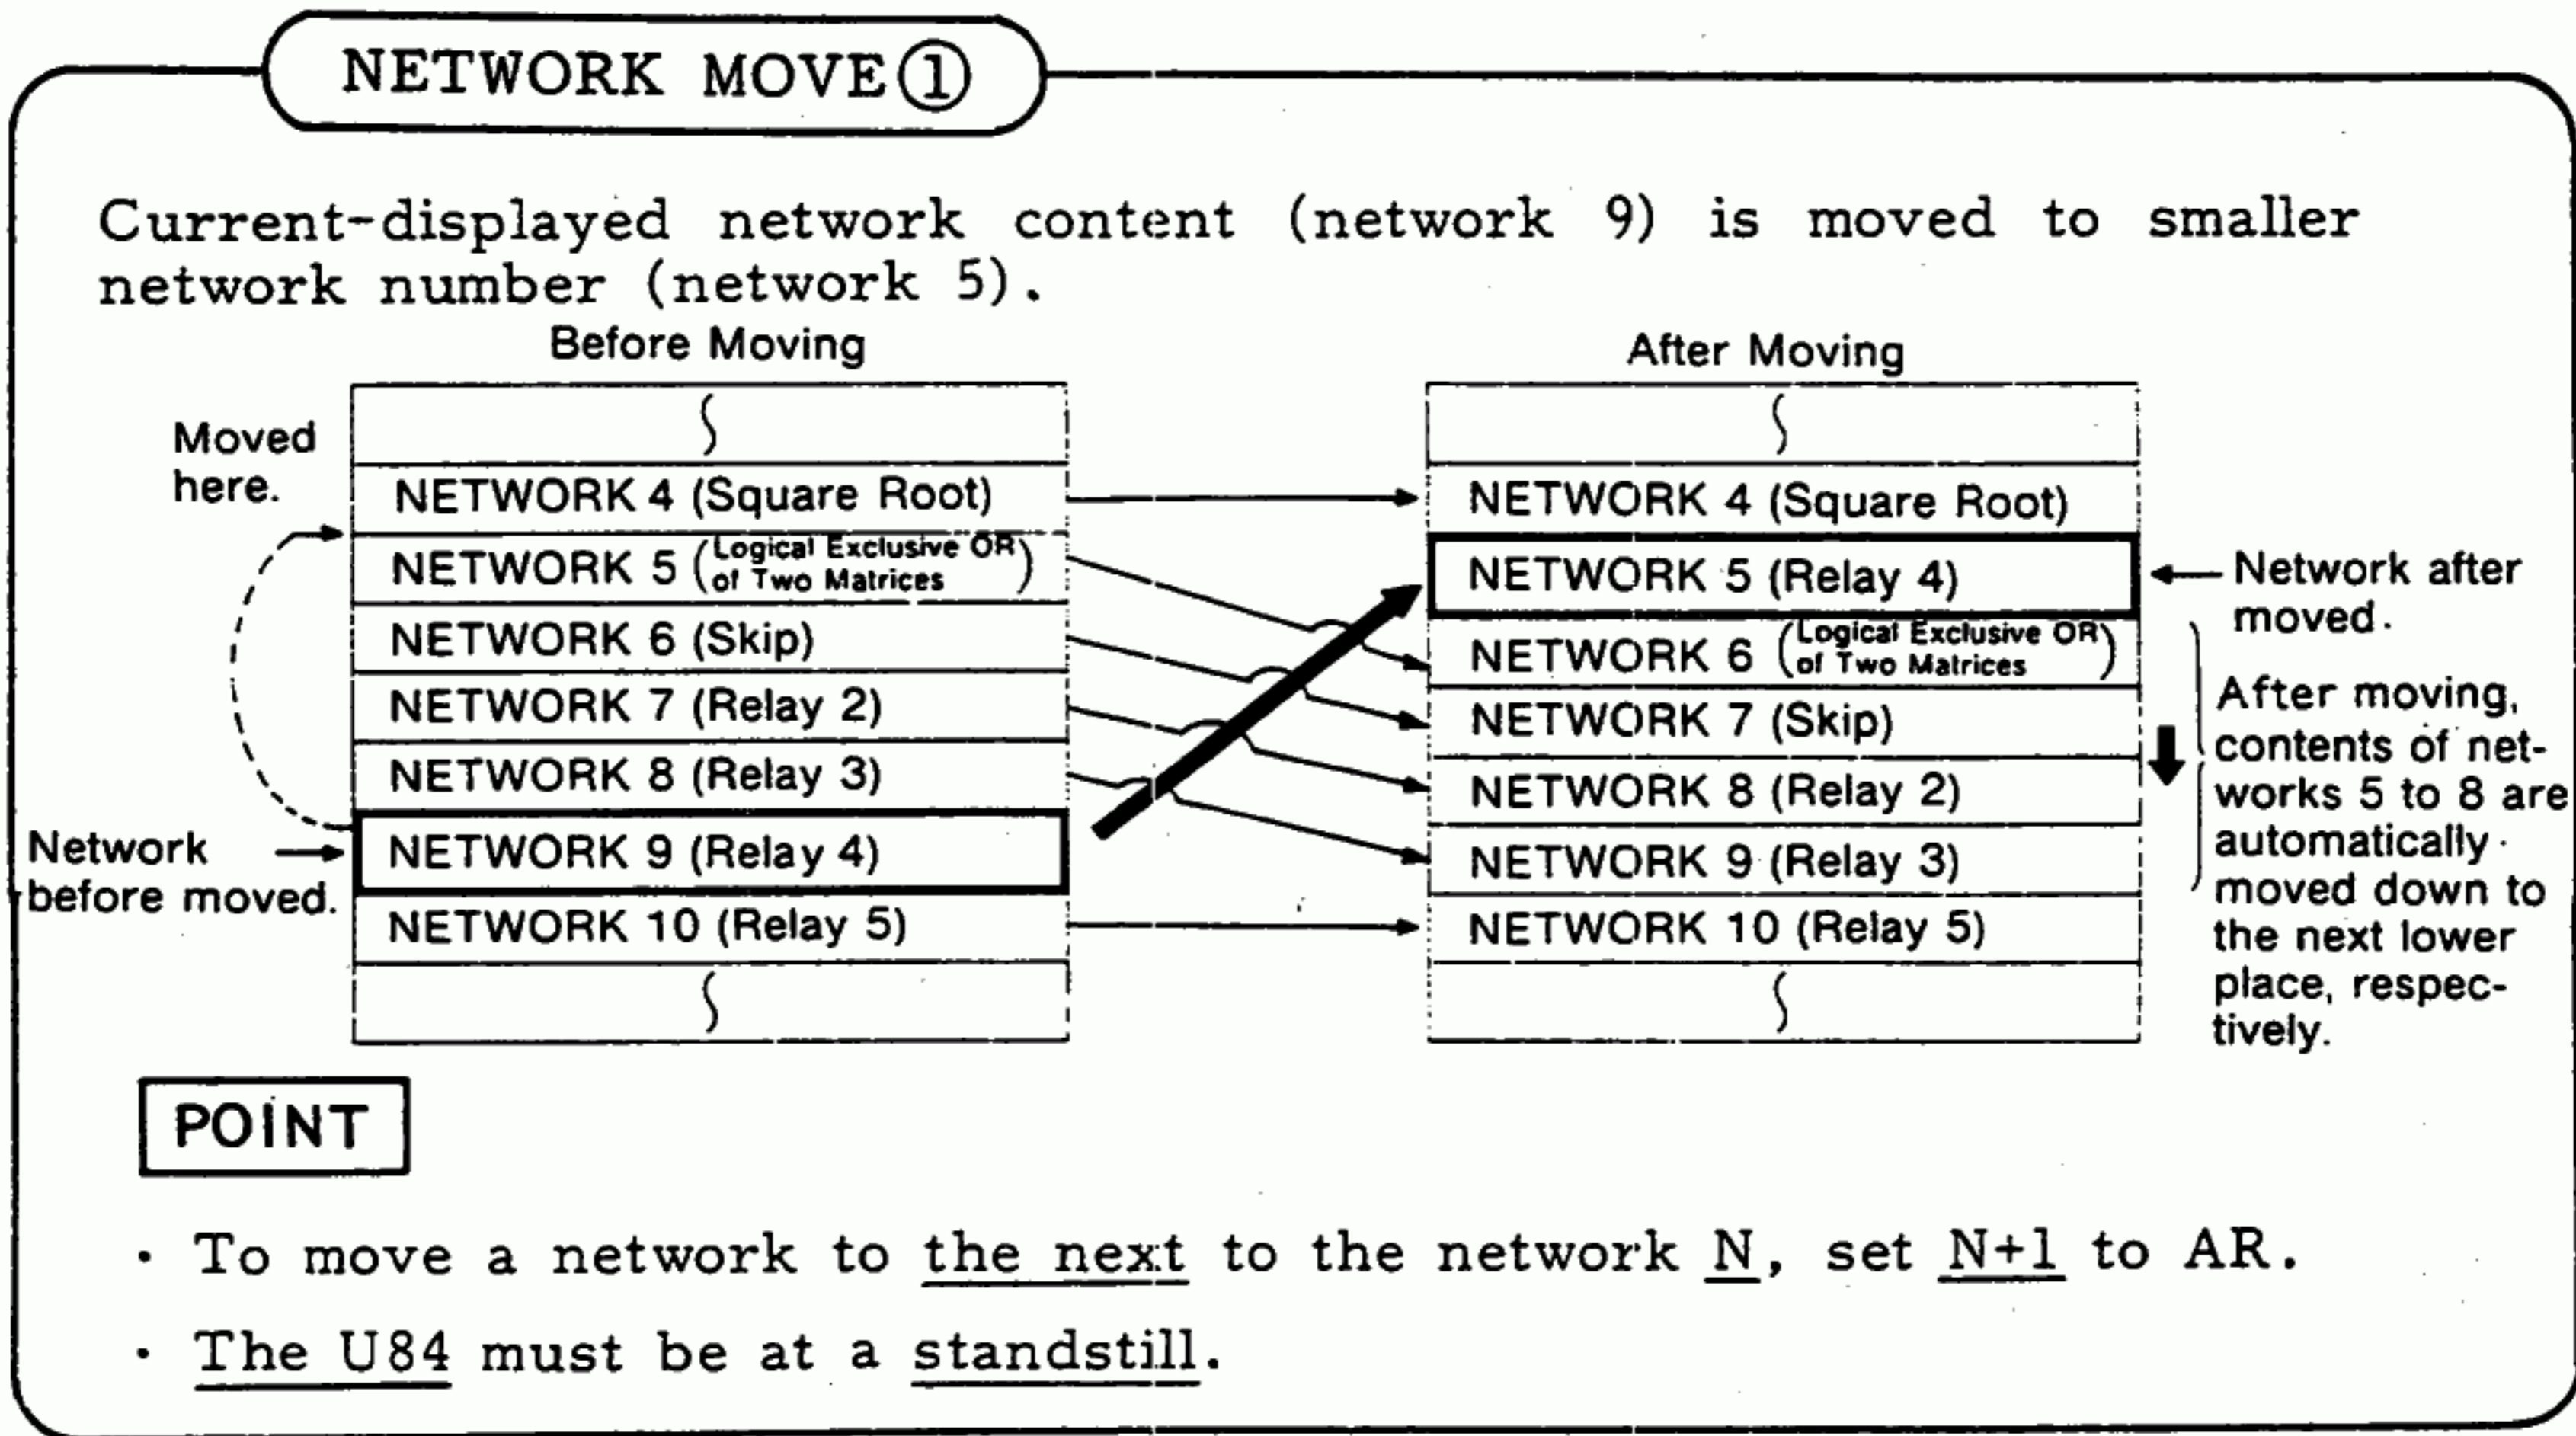 NETWORK MOVE①
Current-displayed network content (network 9) is moved to smaller
network number (network 5).
Before Moving
After Moving
Moved
here.
NETWORK 4 (Square Root)
NETWORK 5 (Logical Exclusive OR
of Two Matrices)
NETWORK 6 (Skip)
NETWORK 7 (Relay 2)
NETWORK 8 (Relay 3)
NETWORK 9 (Relay 4)
NETWORK 10 (Relay 5)
Network
before moved.
NETWORK 4 (Square Root)
NETWORK 5 (Relay 4)
NETWORK 6 (Logical Exclusive OR
of Two Matrices)
NETWORK 7 (Skip)
NETWORK 8 (Relay 2)
NETWORK 9 (Relay 3)
NETWORK 10 (Relay 5)
Network after
moved.
After moving,
contents of net-
works 5 to 8 are
automatically
moved down to
the next lower
place, respec-
tively.
POINT
· To move a network to the next to the network N, set N+1 to AR.
· The U84 must be at a standstill.